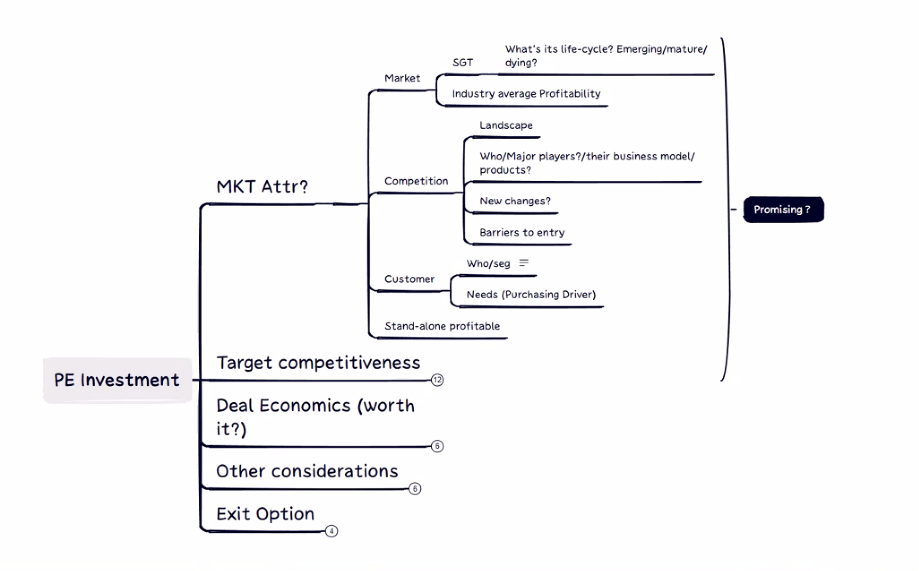 What's its life-cycle? Emerging/mature/
dying?
SGT
Market
Industry average Profitability
Landscape
Who/Major players?/their business model/
products?
Competition
New changes?
Barriers to entry
MKT Attr?
Promising ?
Who/seg
Customer
Needs (Purchasing Driver)
Stand-alone profitable
Target competitiveness
12
PE Investment
Deal Economics (worth
it?)
6
Other considerations
6
Exit Option
4